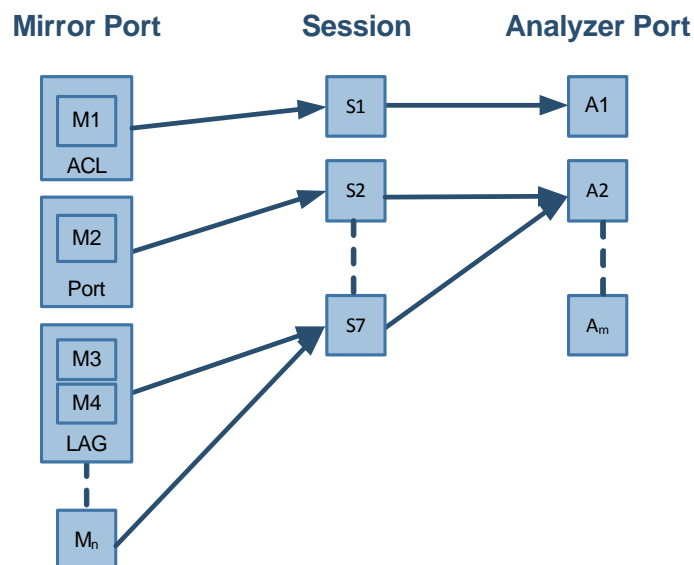 Mirror Port
Session
Analyzer Port
M1
ACL
S1
A1
M2
Port
S2
A2
M3
M4
LAG
S7
Am
Mn